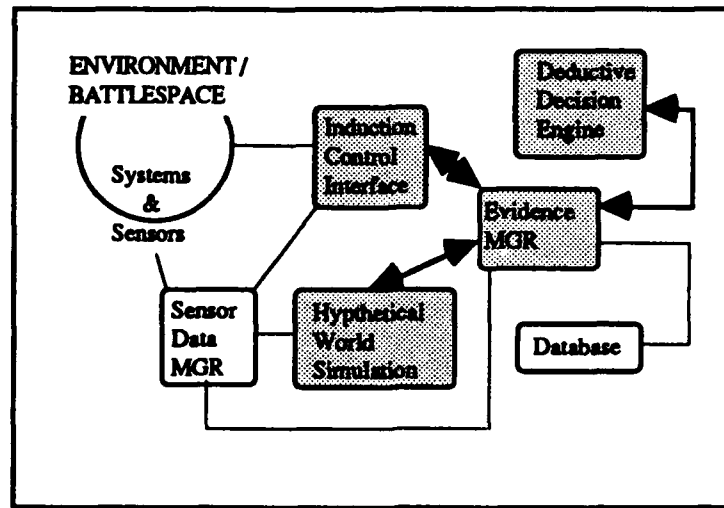 ENVIRONMENT/
BATTLESPACE
Systems
&
Sensors
Induction
Control
Interface
Deductive
Decision
Engine
Evidence
MGR
Sensor
Data
MGR
Hypthetical
World
Simulation
Database